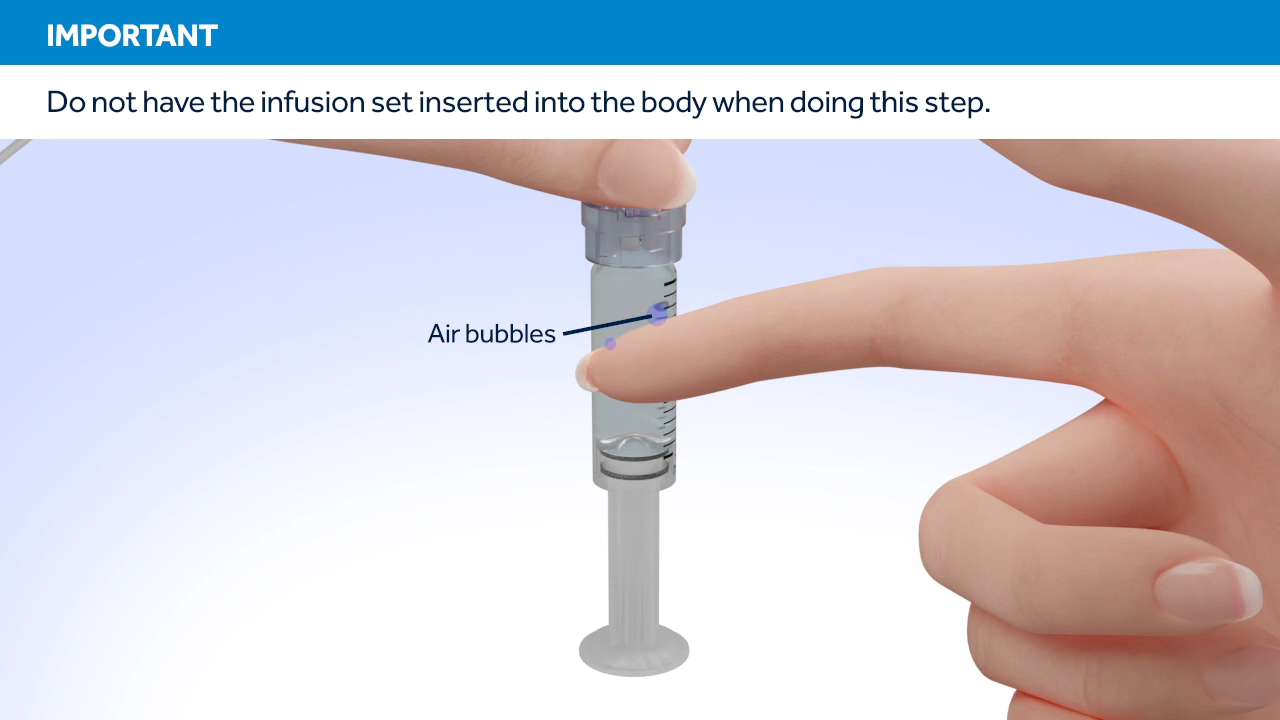 IMPORTANT
Do not have the infusion set inserted into the body when doing this step.
Air bubbles